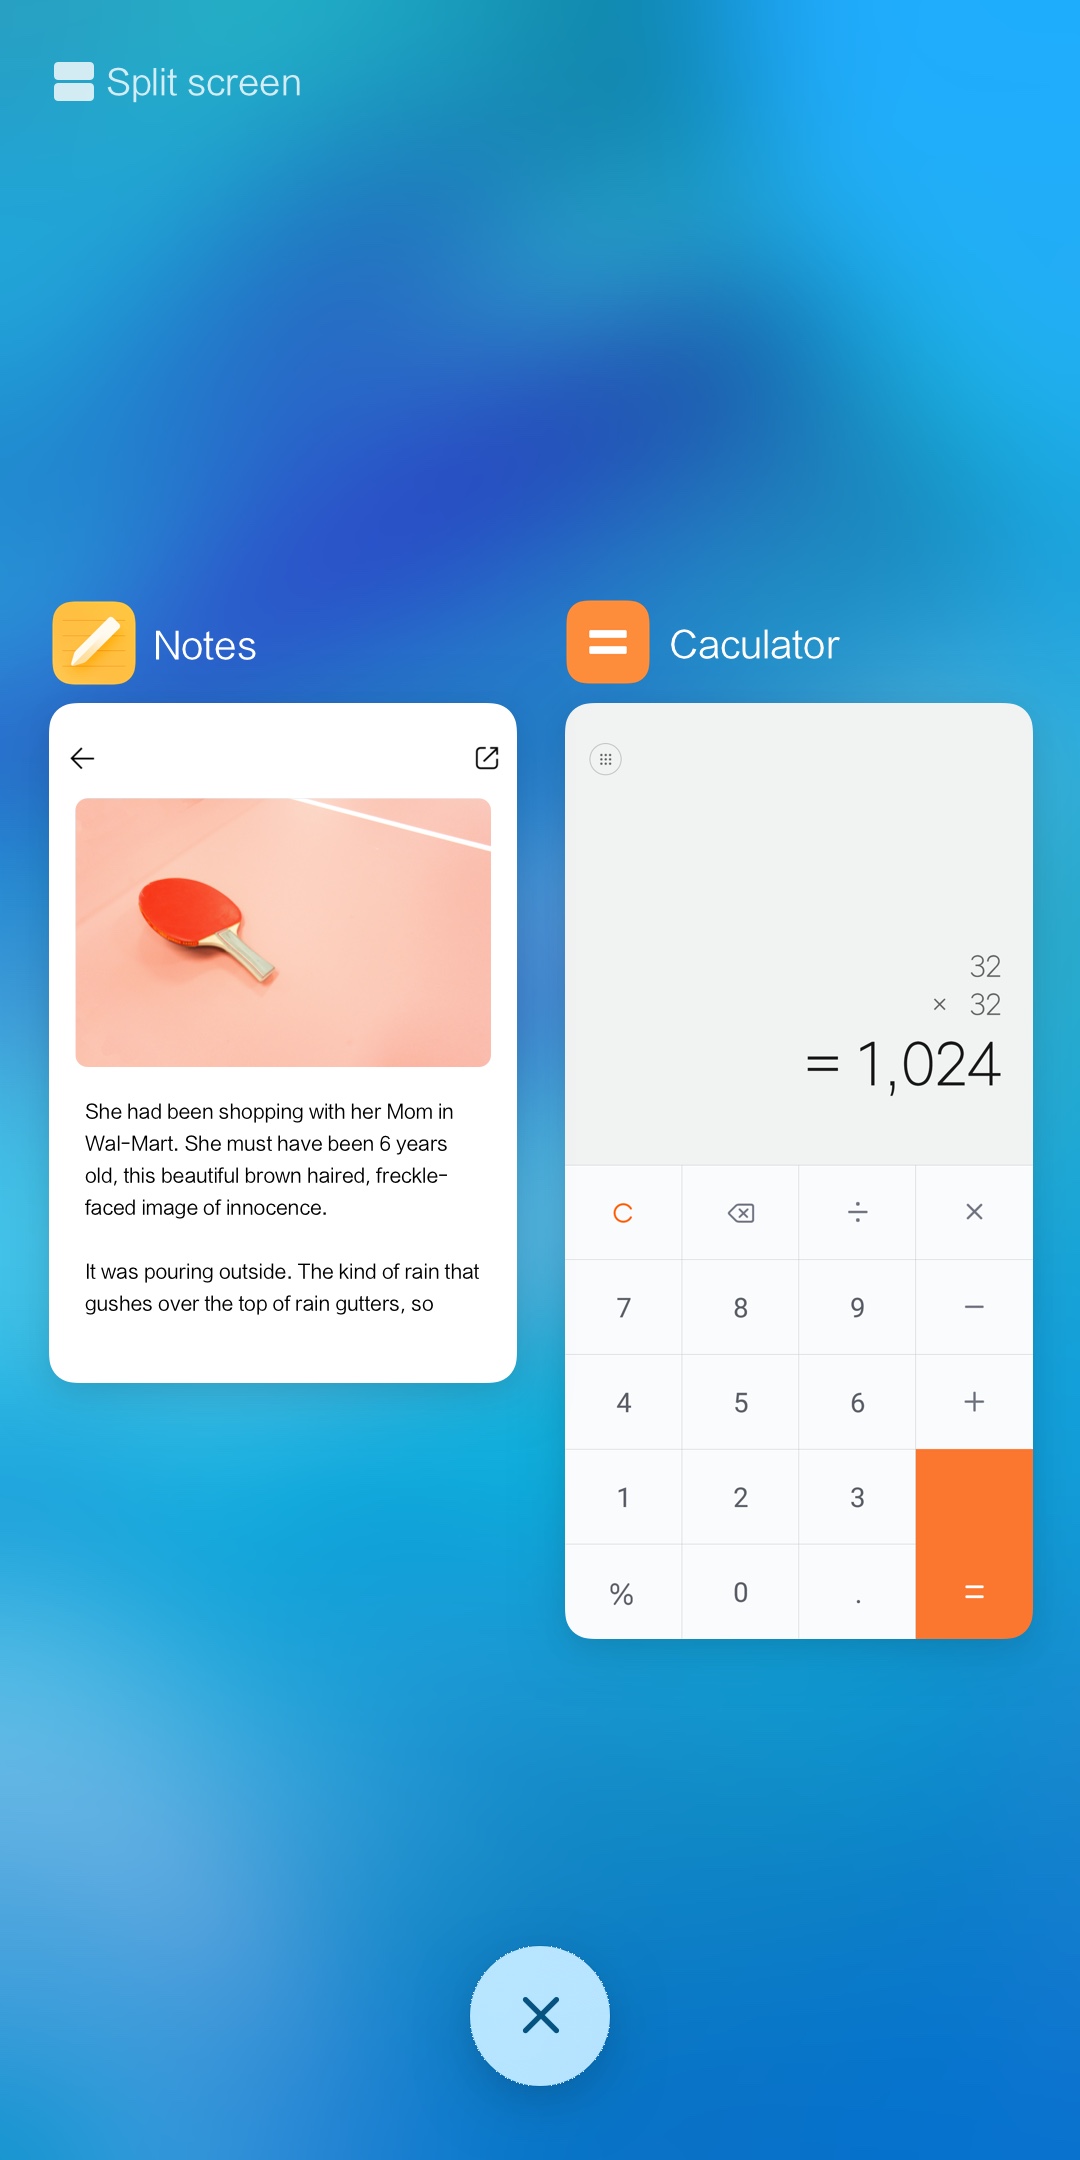 Split screen
Notes
Caculator
She had been shopping with her Mom in
Wal-Mart. She must have been 6 years
old, this beautiful brown haired, freckle-
faced image of innocence.
It was pouring outside. The kind of rain that
gushes over the top of rain gutters, so
32
× 32
= 1,024
C ÷ ×
7 8 9 −
4 5 6 +
1 2 3
% 0 . =